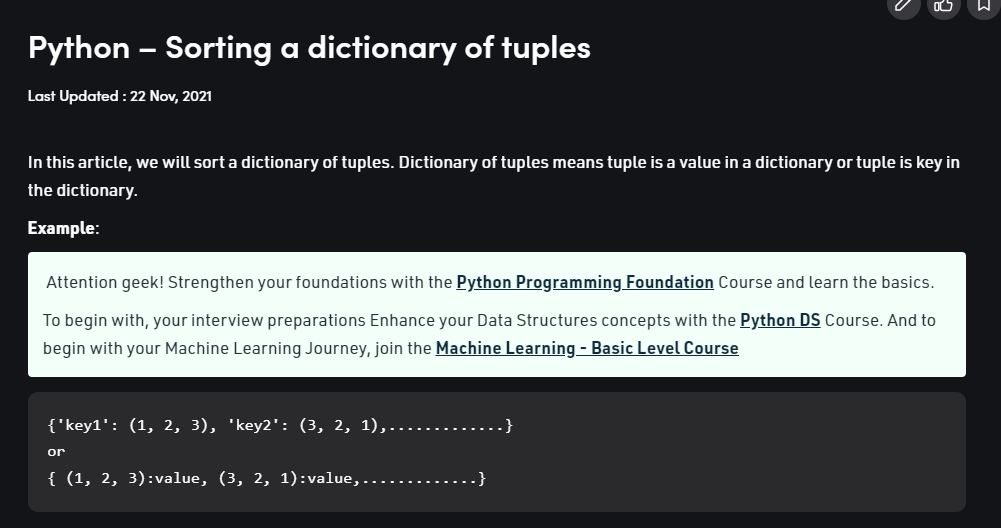 Python – Sorting a dictionary of tuples
Last Updated : 22 Nov, 2021
In this article, we will sort a dictionary of tuples. Dictionary of tuples means tuple is a value in a dictionary or tuple is key in
the dictionary.
Example:
Attention geek! Strengthen your foundations with the Python Programming Foundation Course and learn the basics.
To begin with, your interview preparations Enhance your Data Structures concepts with the Python DS Course. And to
begin with your Machine Learning Journey, join the Machine Learning - Basic Level Course
{'key1': (1, 2, 3), 'key2': (3, 2, 1),.............}
or
{ (1, 2, 3):value, (3, 2, 1):value,.............}